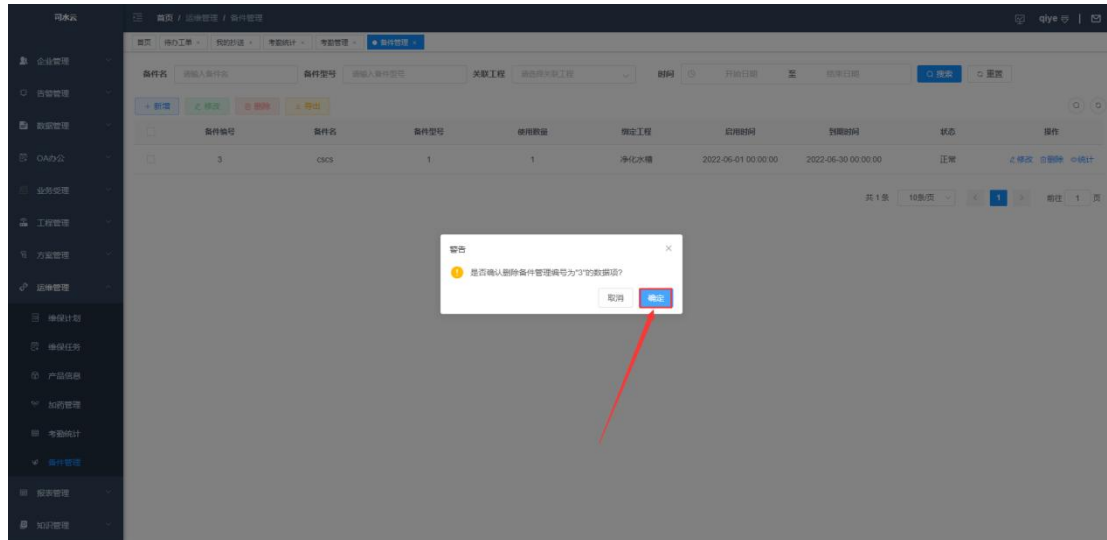 司水云
首页 / 运维管理 / 备件管理
qiye
首页 待办工单 我的抄送 考勤统计 考勤管理 备件管理
企业管理
告警管理
数据管理
OA办公
业务受理
工程管理
方案管理
运维管理
维保计划
维保任务
产品信息
加药管理
考勤统计
备件管理
报表管理
知识管理
备件名 请输入备件名 备件型号 请输入备件型号 关联工程 请选择关联工程 时间 开始日期 至 结束日期 搜索 重置
+ 新增 修改 删除 导出
备件编号 备件名 备件型号 使用数量 绑定工程 启用时间 到期时间 状态 操作
3 cscs 1 1 净化水槽 2022-06-01 00:00:00 2022-06-30 00:00:00 正常 修改 删除 统计
共 1 条 10条/页 1 前往 1 页
警告
是否确认删除备件管理编号为"3"的数据项?
取消 确定